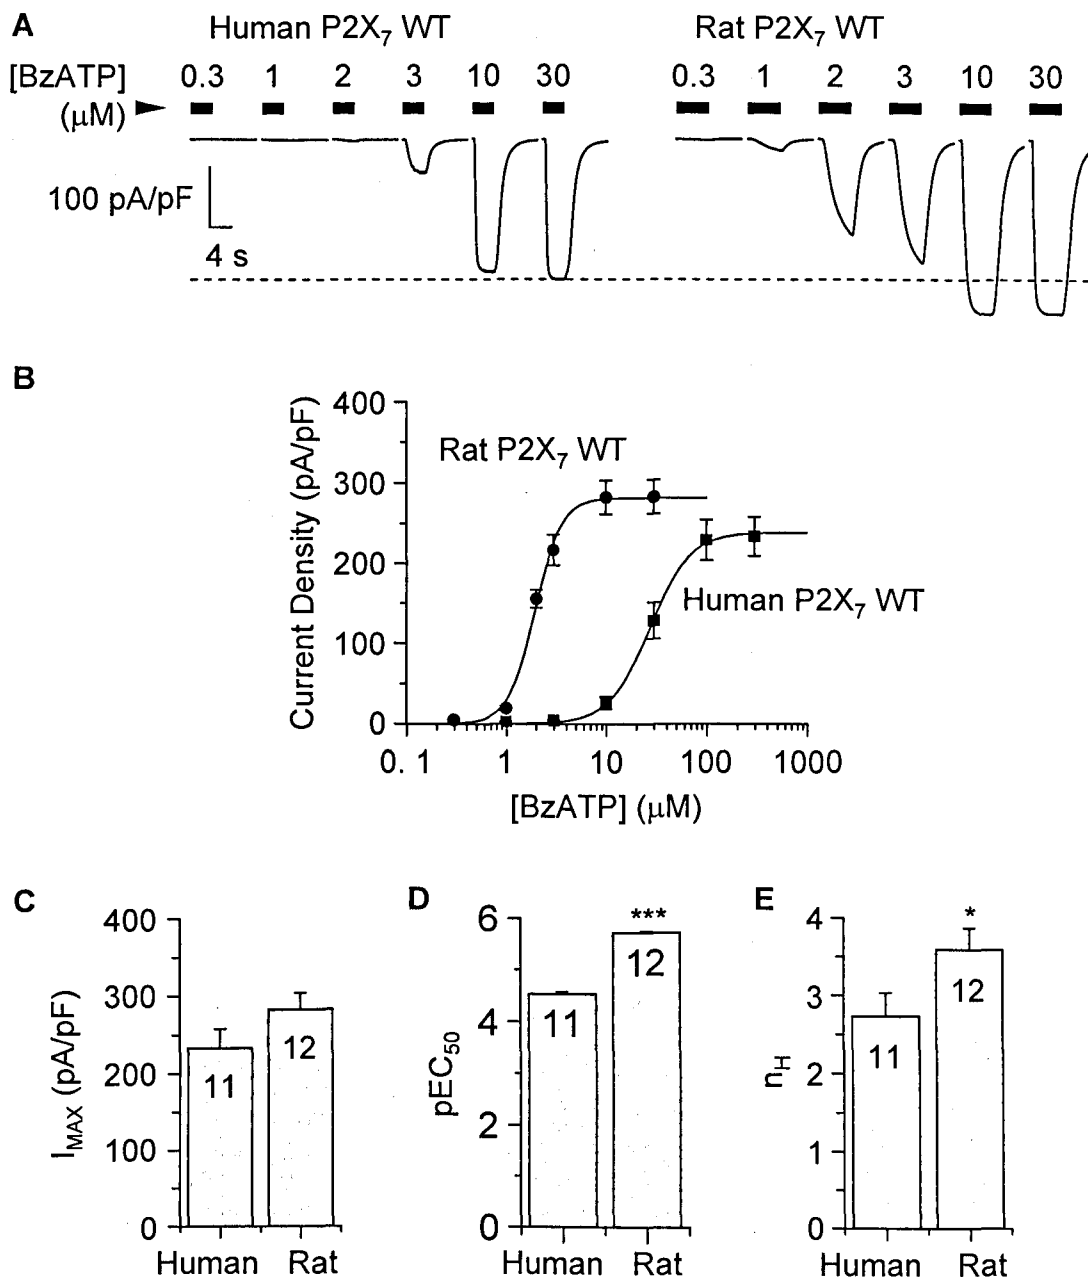 A
Human P2X7 WT
Rat P2X7 WT
[BzATP] 0.3 1 2 3 10 30 0.3 1 2 3 10 30
(μM)
100 pA/pF
4 s
B
400
300
200
100
0
Current Density (pA/pF)
Rat P2X7 WT
Human P2X7 WT
0.1 1 10 100 1000
[BzATP] (μM)
C
400
300
200
100
0
IMAX (pA/pF)
11
12
Human Rat
D
6
4
2
0
pEC50
***
11
12
Human Rat
E
4
3
2
1
0
nH
*
11
12
Human Rat